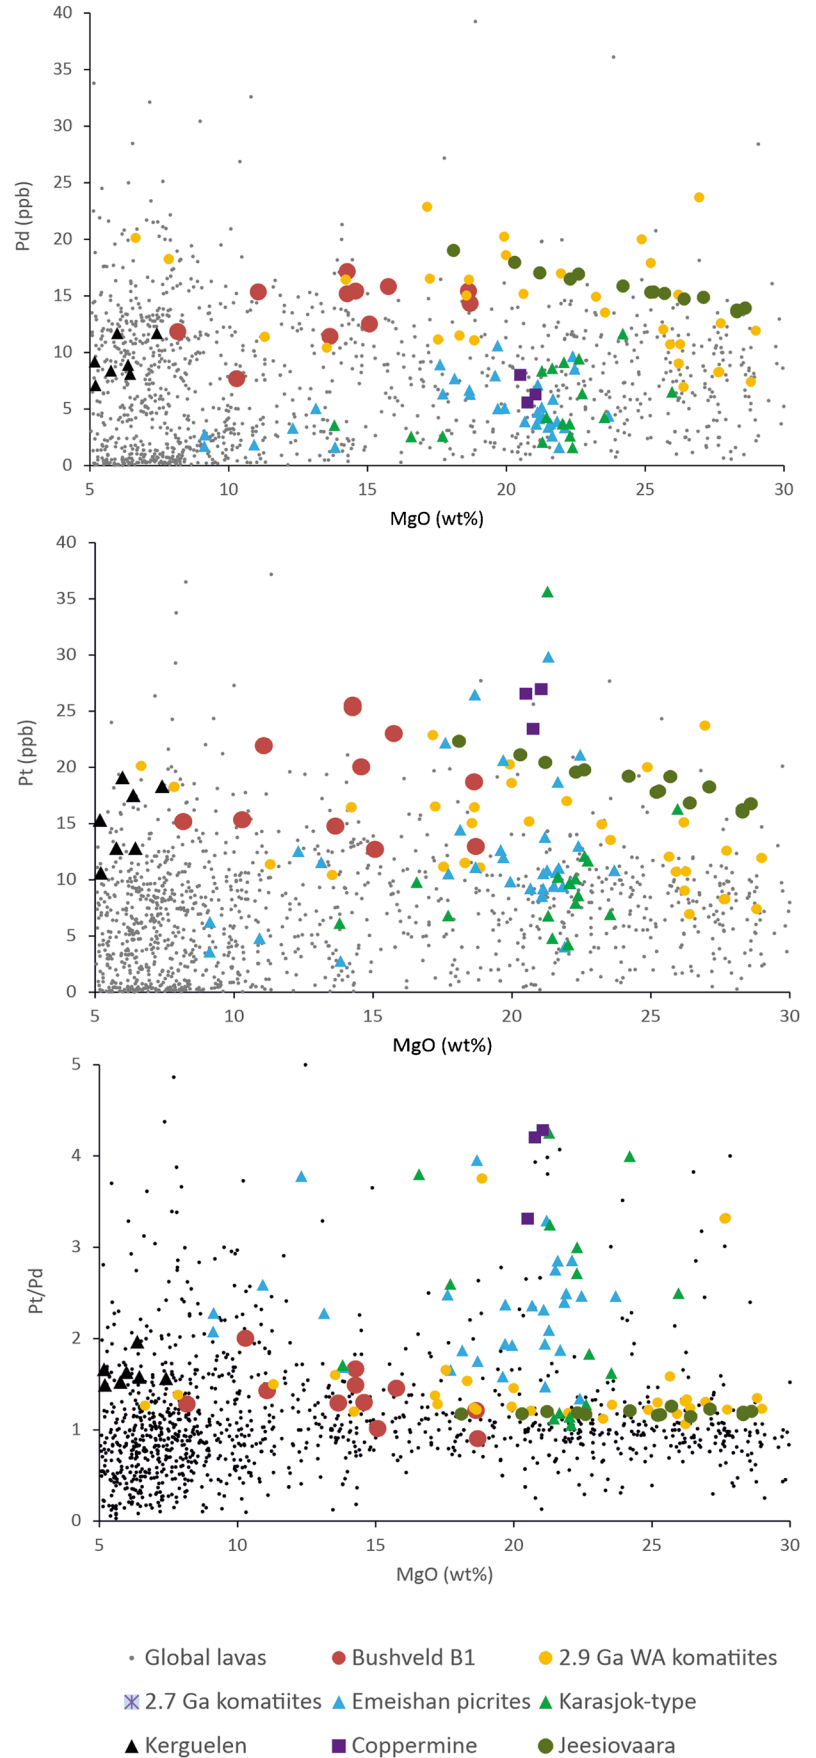 40
35
30
25
20
15
10
5
0
Pd (ppb)
5 10 15 20 25 30
MgO (wt%)
40
35
30
25
20
15
10
5
0
Pt (ppb)
5 10 15 20 25 30
MgO (wt%)
5
4
3
2
1
0
Pt/Pd
5 10 15 20 25 30
MgO (wt%)
Global lavas Bushveld B1 2.9 Ga WA komatiites
2.7 Ga komatiites Emeishan picrites Karasjok-type
Kerguelen Coppermine Jeesiovaara